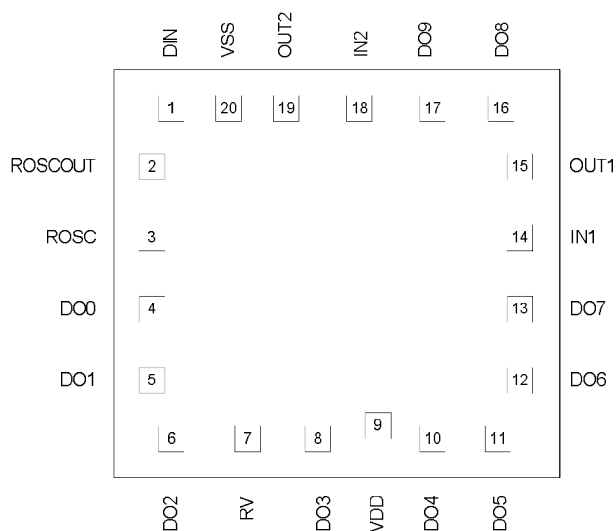 DIN VSS OUT2 IN2 DO9 DO8
1 20 19 18 17 16
ROSCOUT 2 15 OUT1
ROSC 3 14 IN1
DO0 4 13 DO7
DO1 5 12 DO6
6 7 8 9 10 11
DO2 RV DO3 VDD DO4 DO5